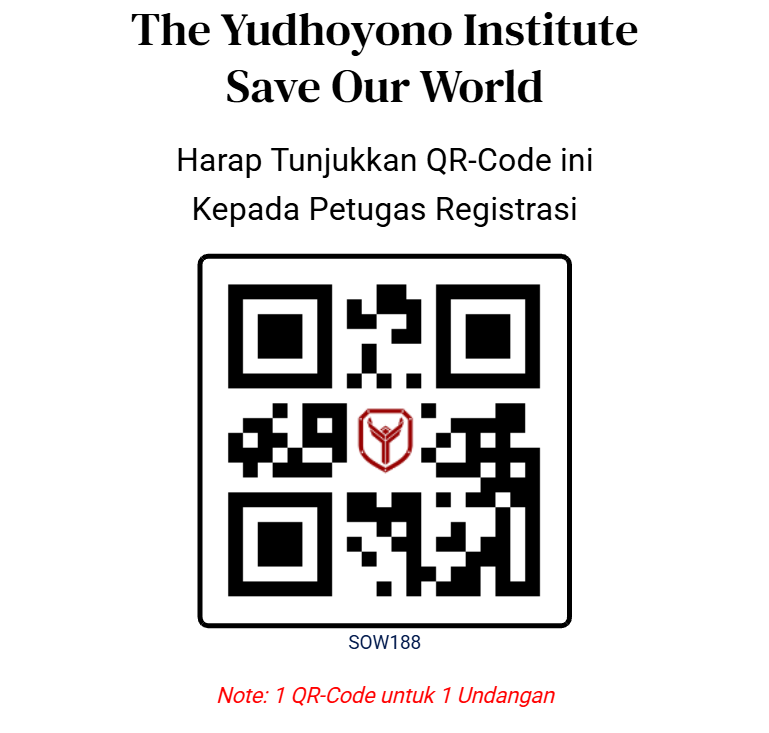 The Yudhoyono Institute
Save Our World
Harap Tunjukkan QR-Code ini
Kepada Petugas Registrasi
SOW188
Note: 1 QR-Code untuk 1 Undangan